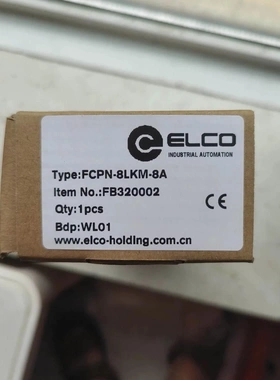 ELCO
INDUSTRIAL AUTOMATION
Type:FCPN-8LKM-8A
Item No.:FB320002
Qty:1pcs
CE
Bdp:WL01
www.elco-holding.com.cn